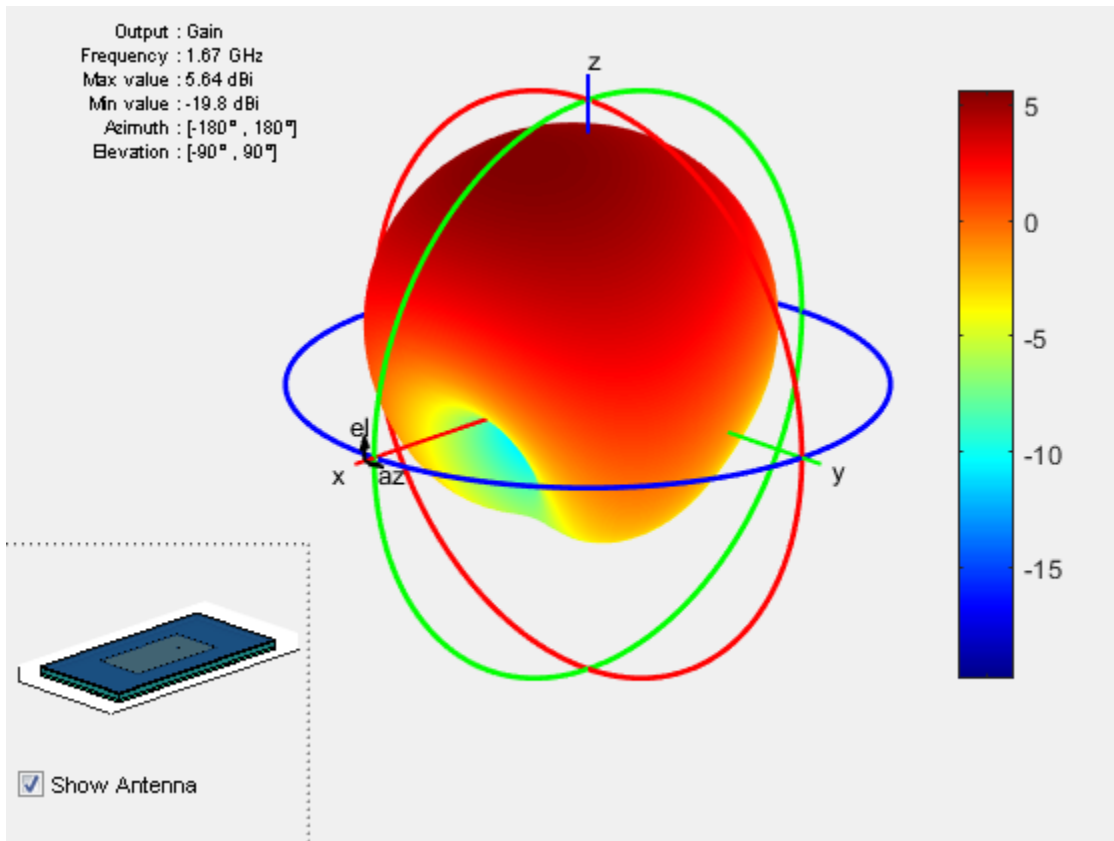 Output : Gain
Frequency : 1.67 GHz
Max value : 5.64 dBi
Min value : -19.8 dBi
Azimuth : [-180° , 180°]
Elevation : [-90° , 90°]
z
5
0
-5
-10
-15
el
x
az
y
Show Antenna